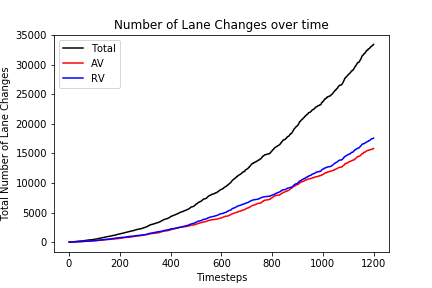 Number of Lane Changes over time
Total Number of Lane Changes
35000
30000
25000
20000
15000
10000
5000
0
Total
AV
RV
0 200 400 600 800 1000 1200
Timesteps